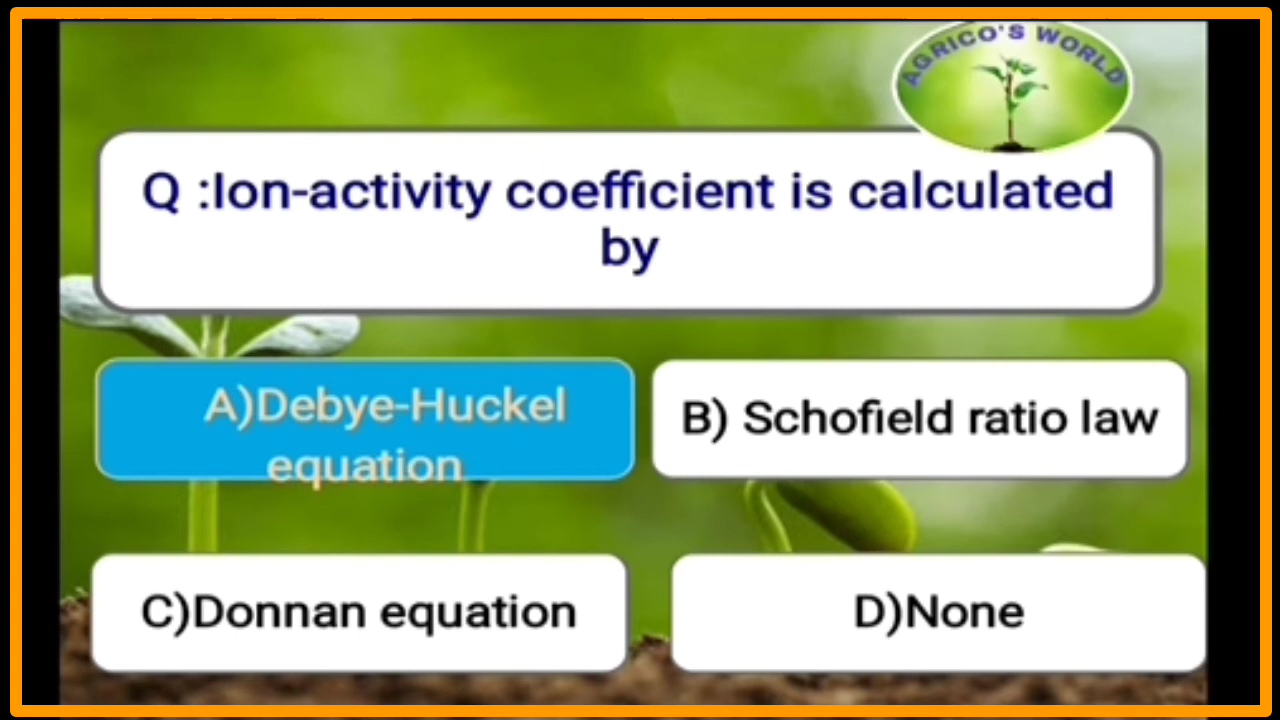 AGRICO'S WORLD
Q :Ion-activity coefficient is calculated
by
A)Debye-Huckel
equation
B) Schofield ratio law
C)Donnan equation
D)None